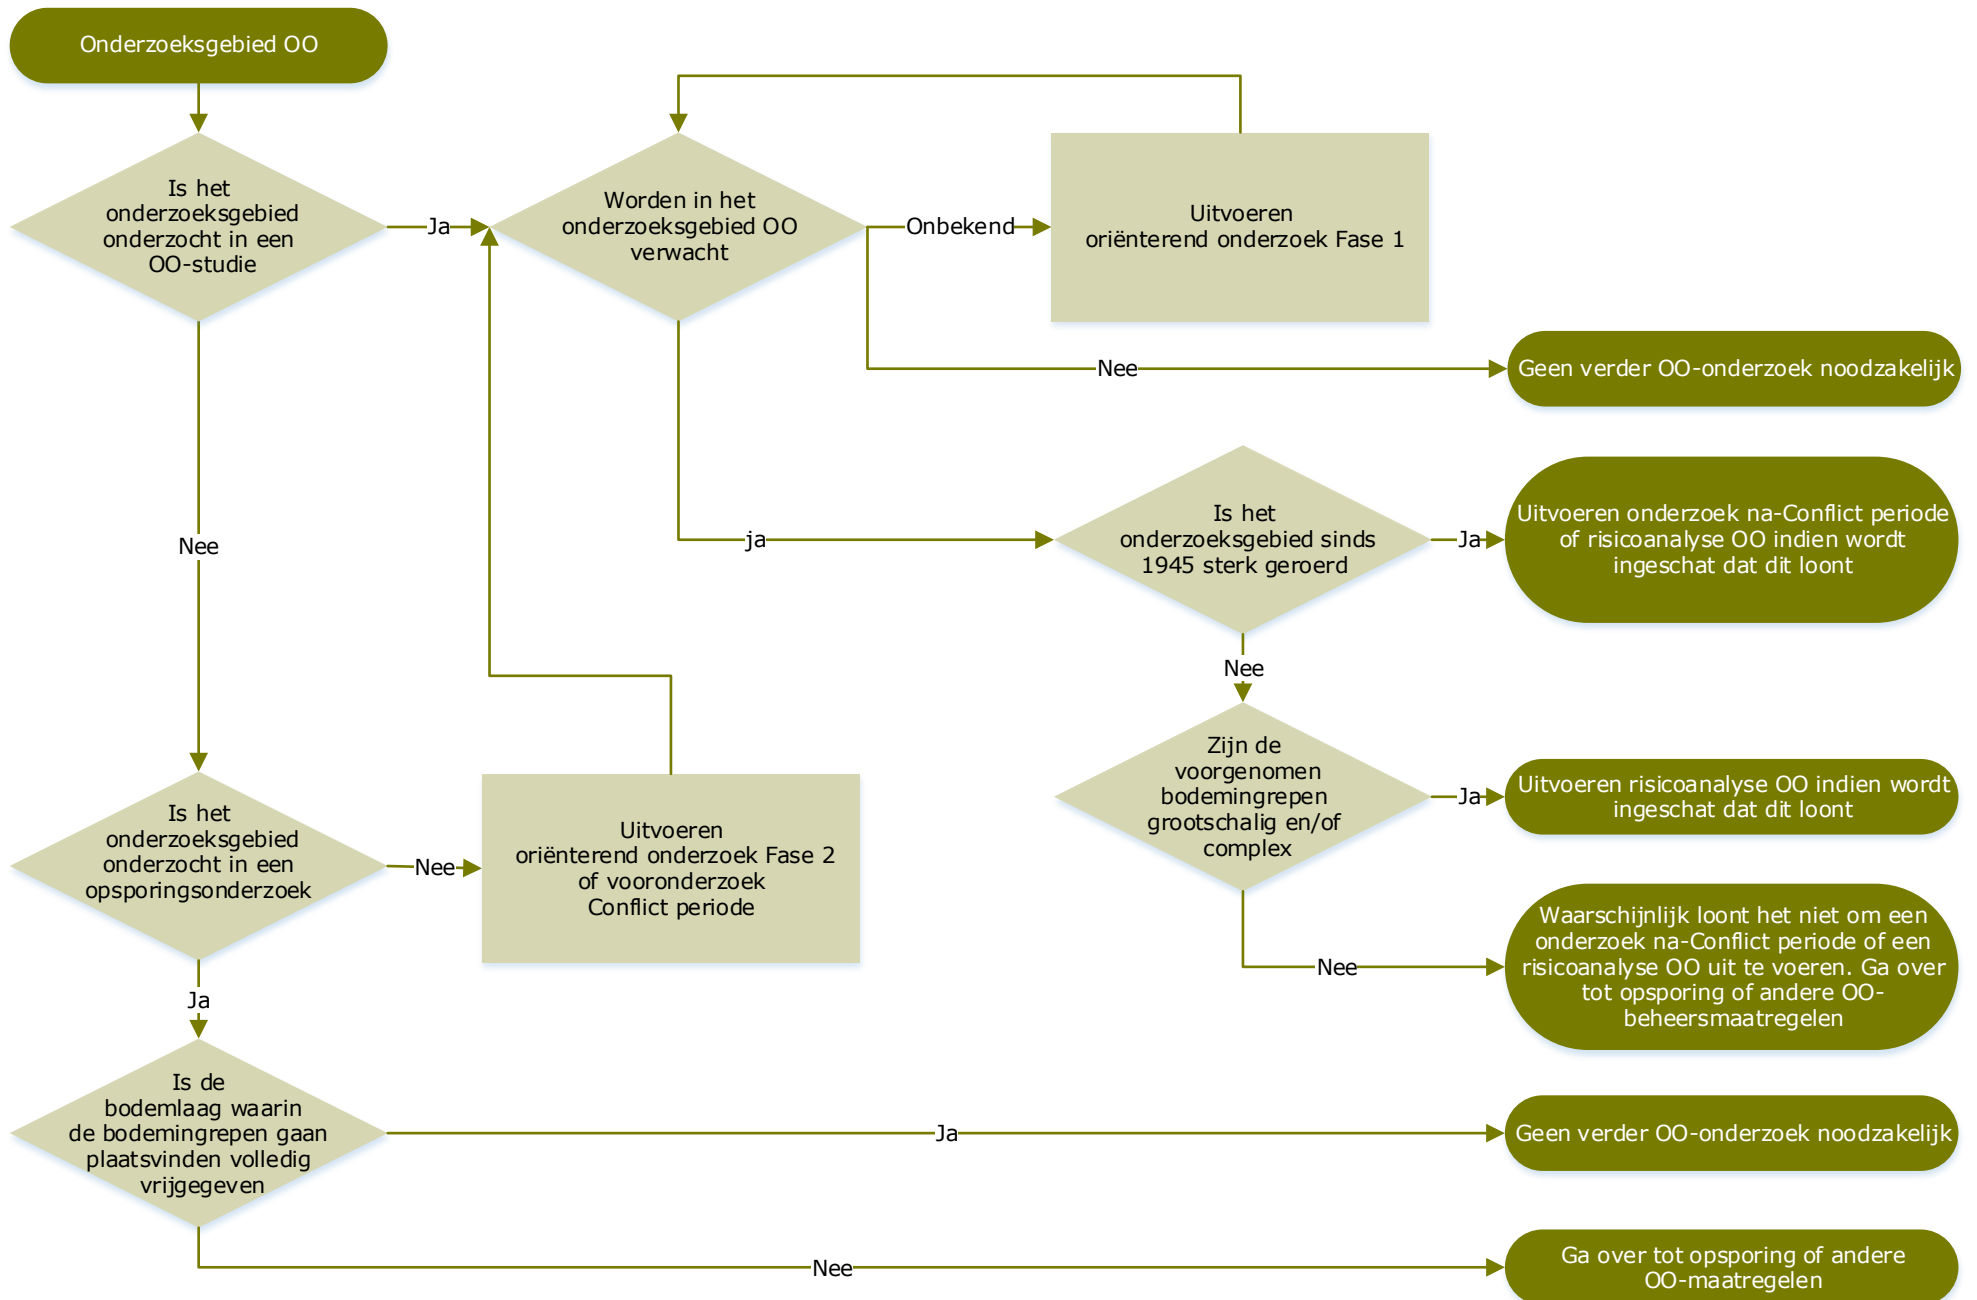 Onderzoeksgebied OO
Is het
onderzoeksgebied
onderzocht in een
OO-studie
Ja
Worden in het
onderzoeksgebied OO
verwacht
Onbekend
Uitvoeren
oriënterend onderzoek Fase 1
Nee
Geen verder OO-onderzoek noodzakelijk
ja
Is het
onderzoeksgebied sinds
1945 sterk geroerd
Ja
Uitvoeren onderzoek na-Conflict periode
of risicoanalyse OO indien wordt
ingeschat dat dit loont
Nee
Nee
Zijn de
voorgenomen
bodemingrepen
grootschalig en/of
complex
Ja
Uitvoeren risicoanalyse OO indien wordt
ingeschat dat dit loont
Is het
onderzoeksgebied
onderzocht in een
opsporingsonderzoek
Nee
Uitvoeren
oriënterend onderzoek Fase 2
of vooronderzoek
Conflict periode
Nee
Waarschijnlijk loont het niet om een
onderzoek na-Conflict periode of een
risicoanalyse OO uit te voeren. Ga over
tot opsporing of andere OO-
beheersmaatregelen
Ja
Is de
bodemlaag waarin
de bodemingrepen gaan
plaatsvinden volledig
vrijgegeven
Ja
Geen verder OO-onderzoek noodzakelijk
Nee
Ga over tot opsporing of andere
OO-maatregelen